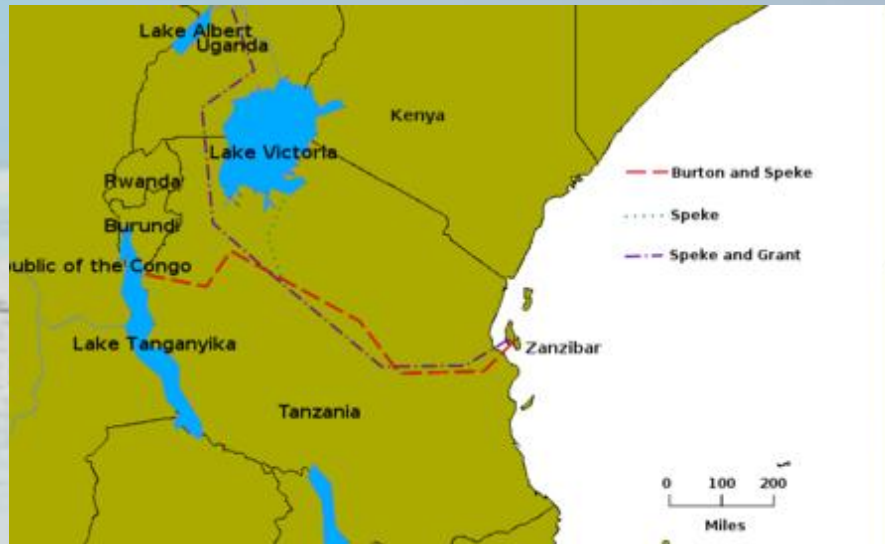 Lake Albert
Uganda
Kenya
Lake Victoria
Rwanda
Burundi
public of the Congo
Lake Tanganyika
Tanzania
Zanzibar
Burton and Speke
Speke
Speke and Grant
0 100 200
Miles